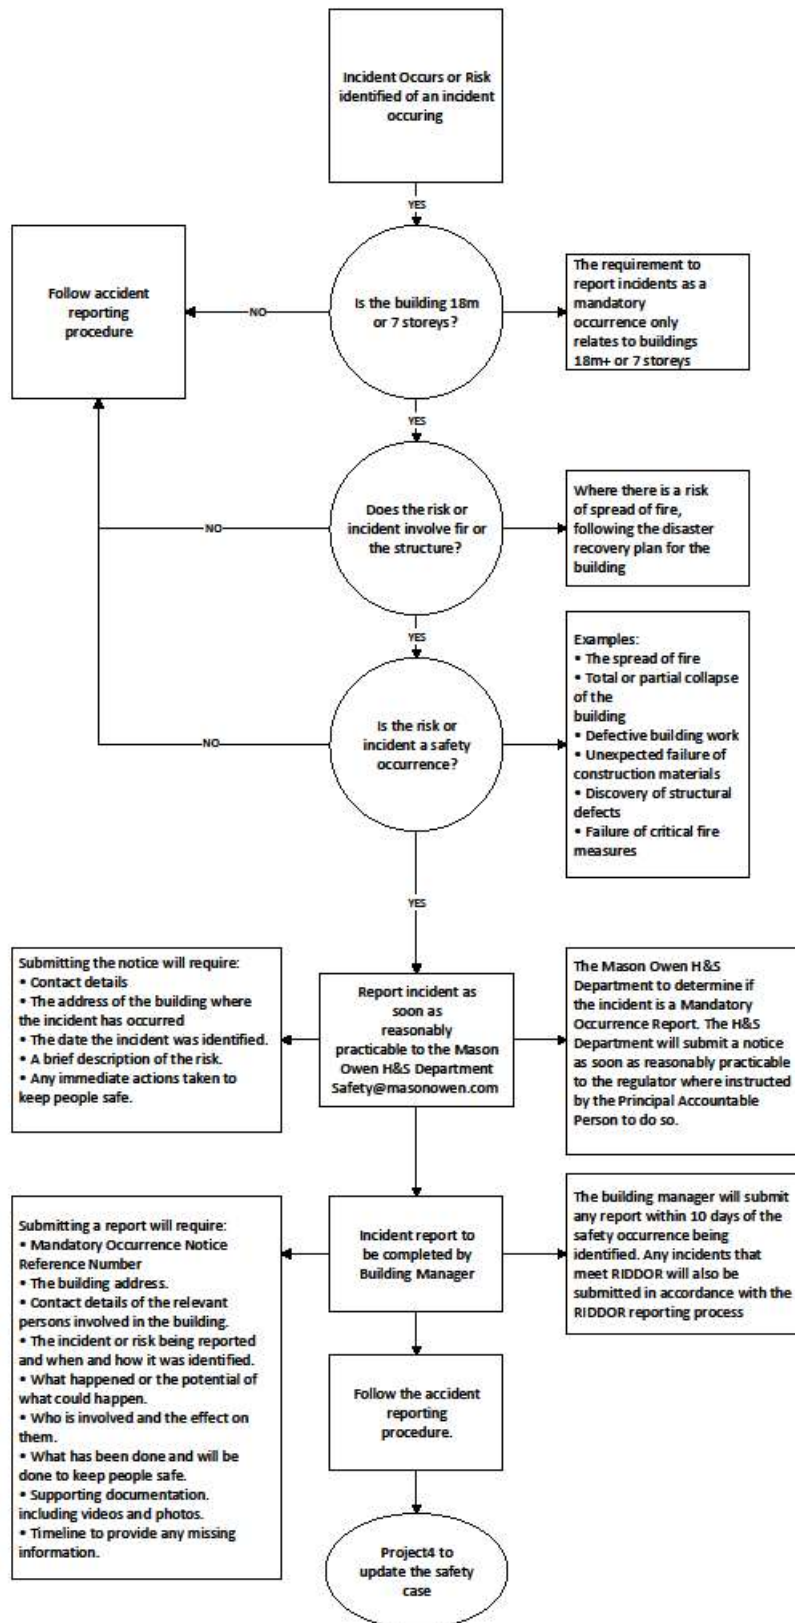 Incident Occurs or Risk
identified of an incident
occuring
YES
Follow accident
reporting
procedure
NO
Is the building 18m
or 7 storeys?
The requirement to
report incidents as a
mandatory
occurrence only
relates to buildings
18m+ or 7 storeys
YES
NO
Does the risk or
incident involve fir or
the structure?
Where there is a risk
of spread of fire,
following the disaster
recovery plan for the
building
YES
NO
Is the risk or
incident a safety
occurrence?
Examples:
• The spread of fire
• Total or partial collapse
of the
building
• Defective building work
• Unexpected failure of
construction materials
• Discovery of structural
defects
• Failure of critical fire
measures
YES
Submitting the notice will require:
• Contact details
• The address of the building where
the incident has occurred
• The date the incident was identified.
• A brief description of the risk.
• Any immediate actions taken to
keep people safe.
Report incident as
soon as
reasonably
practicable to the Mason
Owen H&S Department
Safety@masonowen.com
The Mason Owen H&S
Department to determine if
the incident is a Mandatory
Occurrence Report. The H&S
Department will submit a notice
as soon as reasonably practicable
to the regulator where instructed
by the Principal Accountable
Person to do so.
Submitting a report will require:
• Mandatory Occurrence Notice
Reference Number
• The building address.
• Contact details of the relevant
persons involved in the building.
• The incident or risk being reported
and when and how it was identified.
• What happened or the potential of
what could happen.
• Who is involved and the effect on
them.
• What has been done and will be
done to keep people safe.
• Supporting documentation.
including videos and photos.
• Timeline to provide any missing
information.
Incident report to
be completed by
Building Manager
The building manager will submit
any report within 10 days of the
safety occurrence being
identified. Any incidents that
meet RIDDOR will also be
submitted in accordance with the
RIDDOR reporting process
Follow the accident
reporting
procedure.
Project4 to
update the safety
case